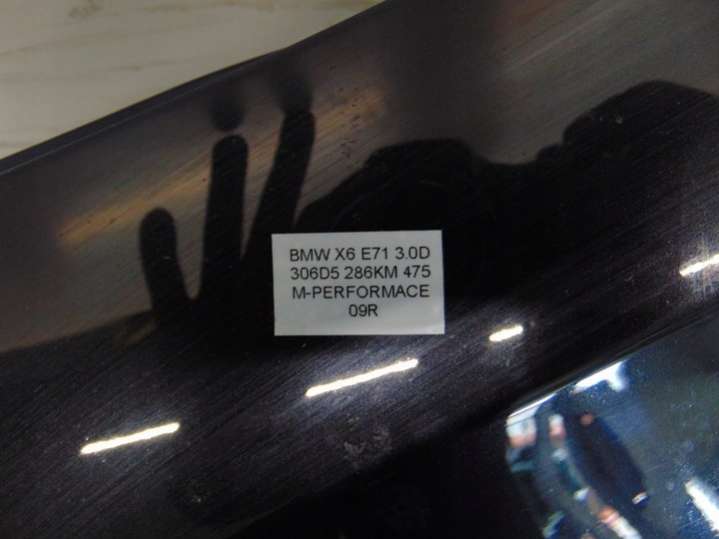 BMW X6 E71 3.0D
306D5 286KM 475
M-PERFORMACE
09R